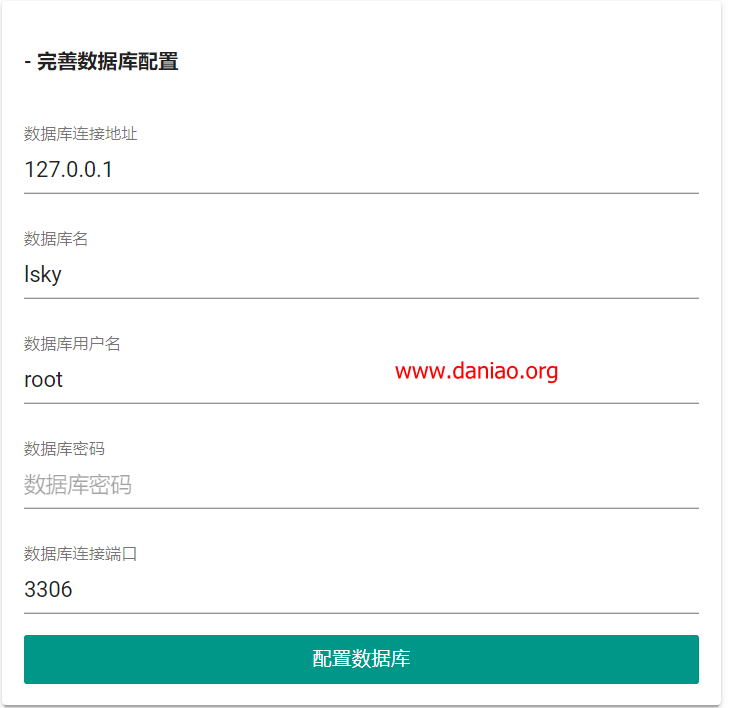 - 完善数据库配置
数据库连接地址
127.0.0.1
数据库名
lsky
数据库用户名
root
www.daniao.org
数据库密码
数据库密码
数据库连接端口
3306
配置数据库